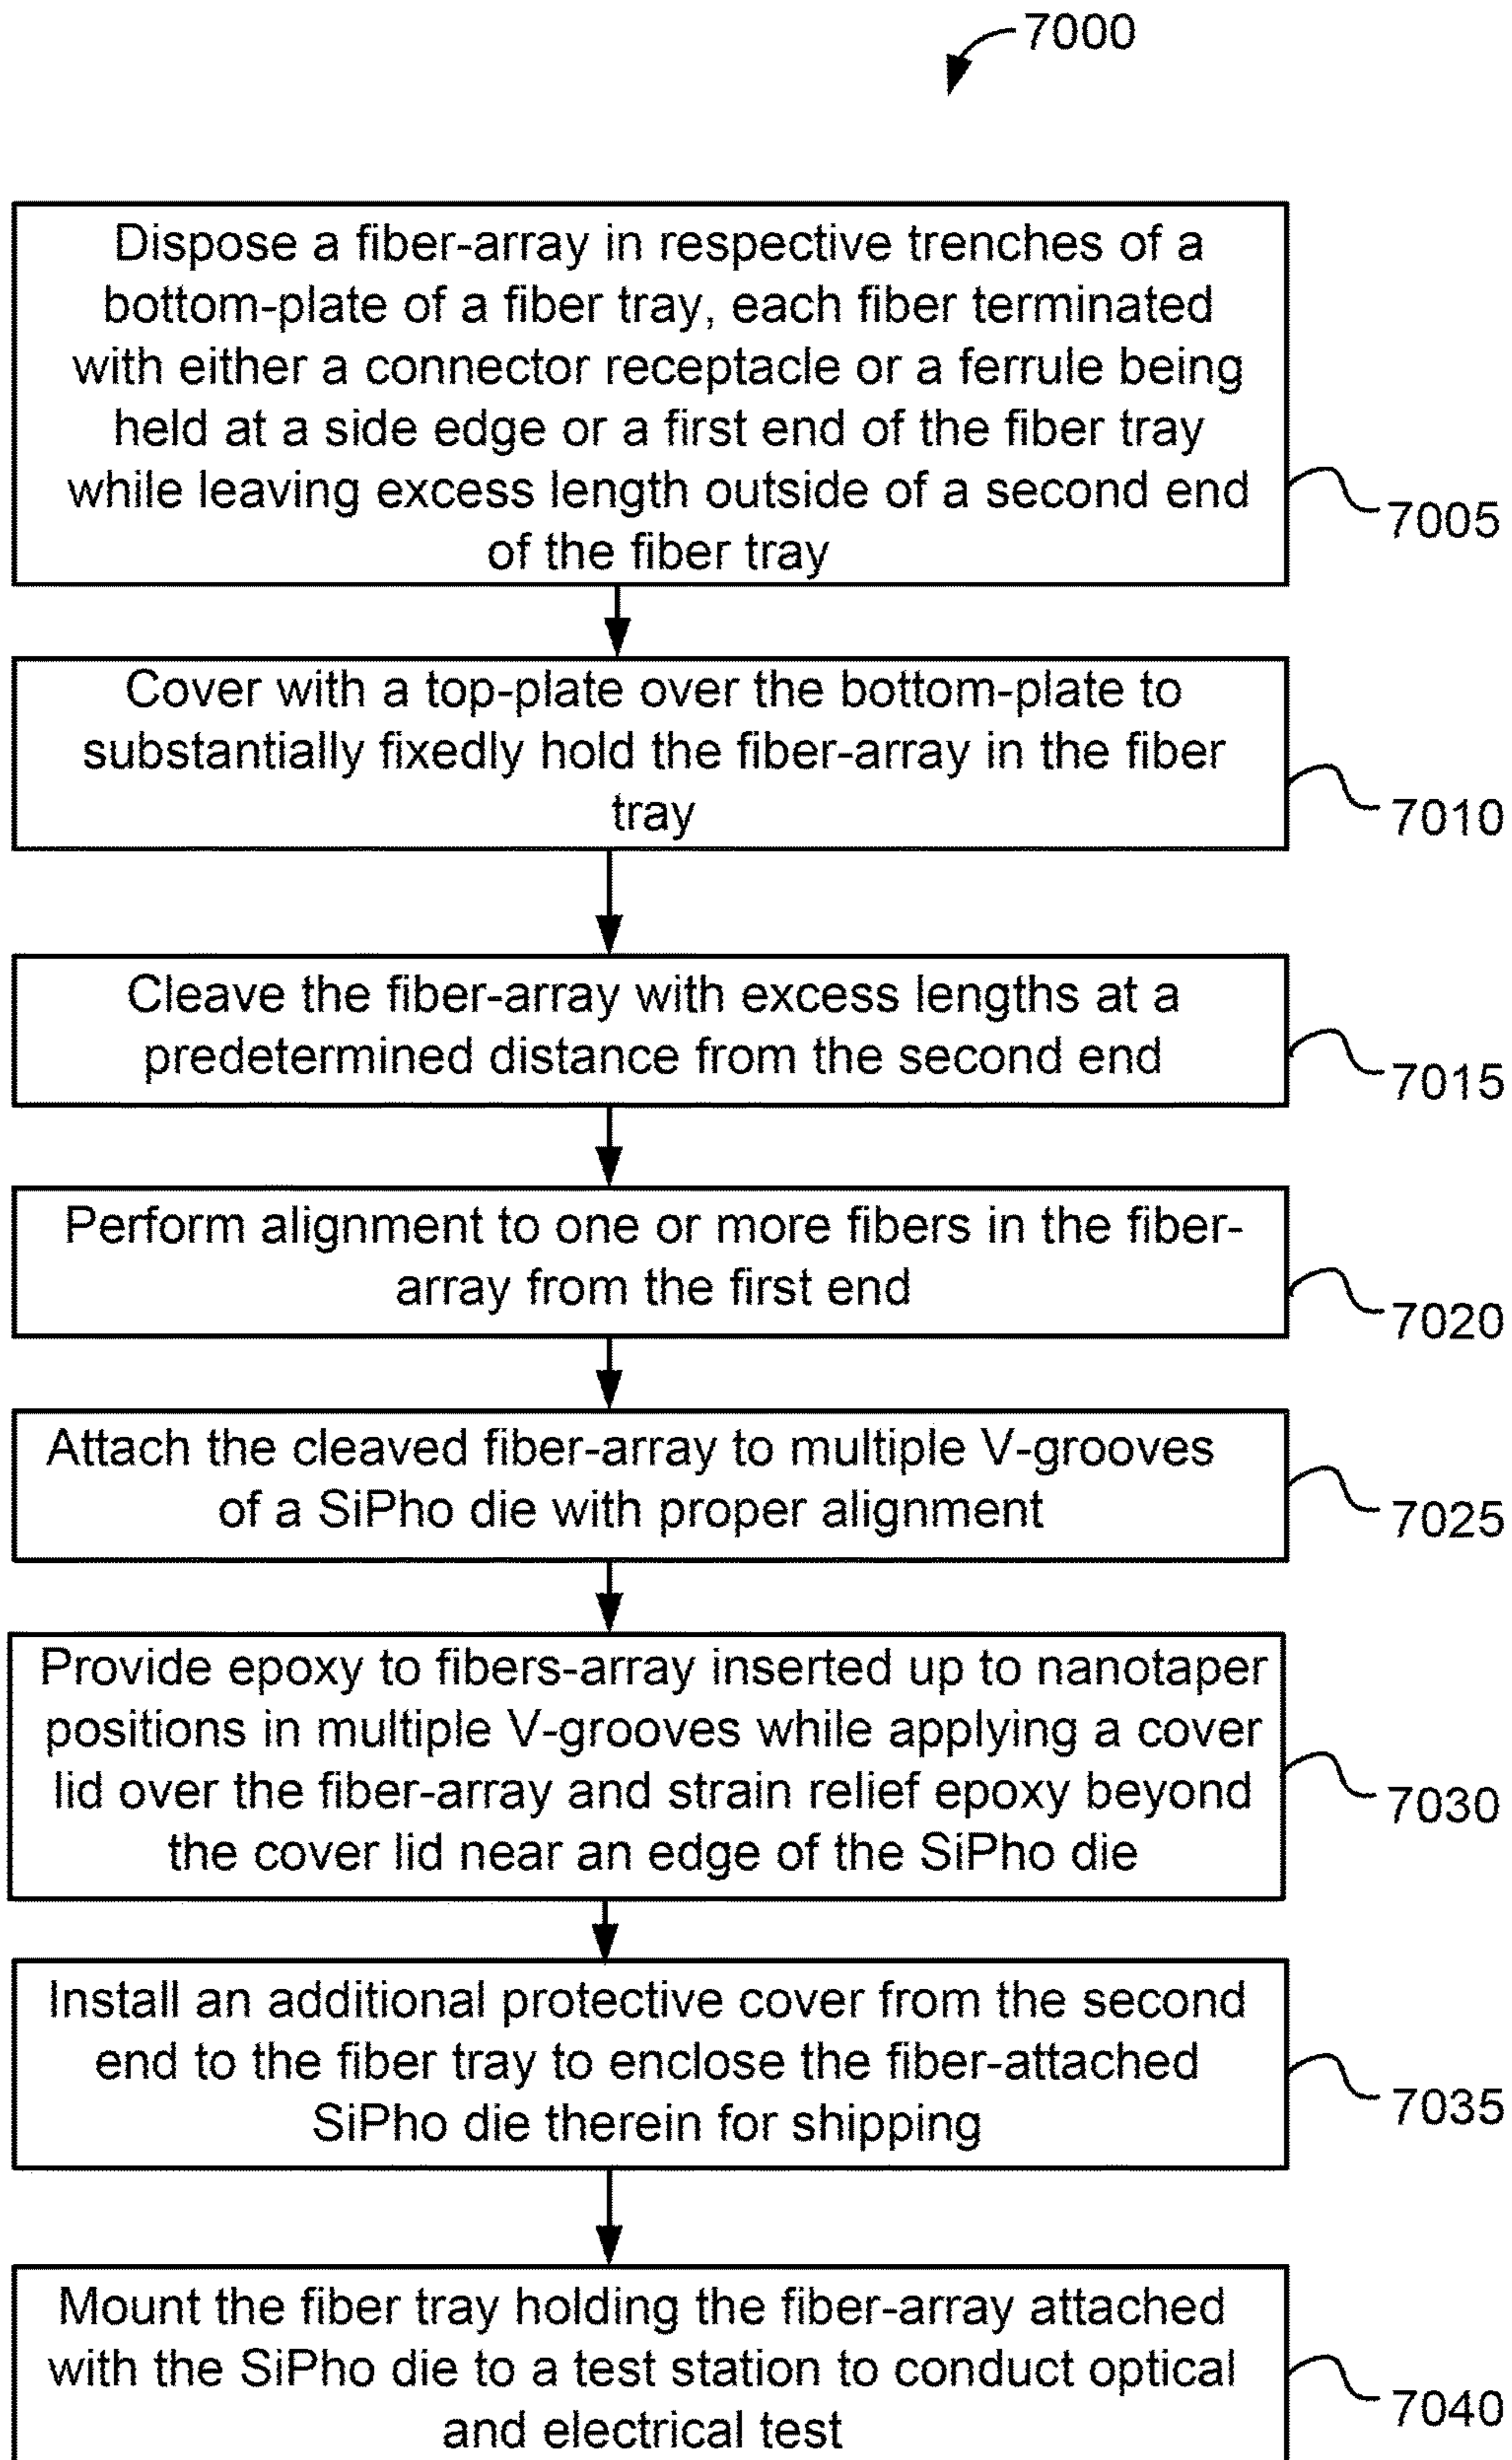 7000
Dispose a fiber-array in respective trenches of a
bottom-plate of a fiber tray, each fiber terminated
with either a connector receptacle or a ferrule being
held at a side edge or a first end of the fiber tray
while leaving excess length outside of a second end
of the fiber tray
7005
Cover with a top-plate over the bottom-plate to
substantially fixedly hold the fiber-array in the fiber
tray
7010
Cleave the fiber-array with excess lengths at a
predetermined distance from the second end
7015
Perform alignment to one or more fibers in the fiber-
array from the first end
7020
Attach the cleaved fiber-array to multiple V-grooves
of a SiPho die with proper alignment
7025
Provide epoxy to fibers-array inserted up to nanotaper
positions in multiple V-grooves while applying a cover
lid over the fiber-array and strain relief epoxy beyond
the cover lid near an edge of the SiPho die
7030
Install an additional protective cover from the second
end to the fiber tray to enclose the fiber-attached
SiPho die therein for shipping
7035
Mount the fiber tray holding the fiber-array attached
with the SiPho die to a test station to conduct optical
and electrical test
7040